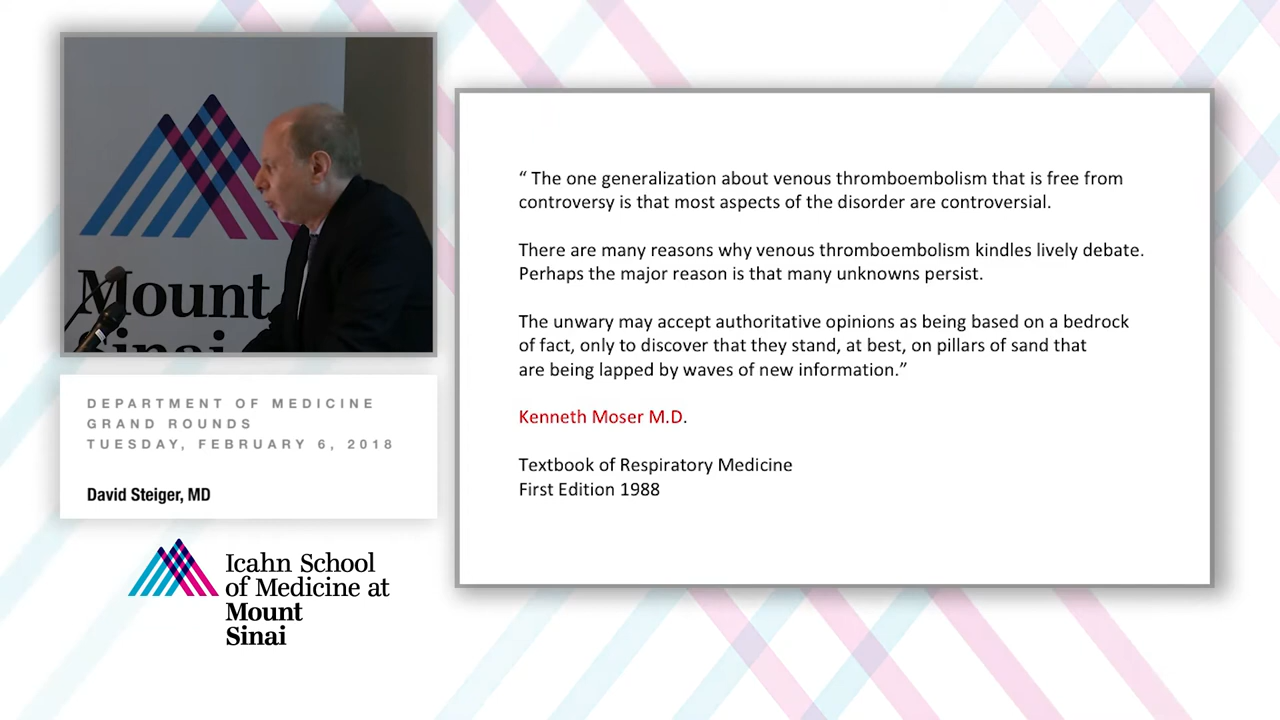 Mount
Sinai
DEPARTMENT OF MEDICINE
GRAND ROUNDS
TUESDAY, FEBRUARY 6, 2018
David Steiger, MD
Icahn School
of Medicine at
Mount
Sinai
“ The one generalization about venous thromboembolism that is free from
controversy is that most aspects of the disorder are controversial.
There are many reasons why venous thromboembolism kindles lively debate.
Perhaps the major reason is that many unknowns persist.
The unwary may accept authoritative opinions as being based on a bedrock
of fact, only to discover that they stand, at best, on pillars of sand that
are being lapped by waves of new information.”
Kenneth Moser M.D.
Textbook of Respiratory Medicine
First Edition 1988